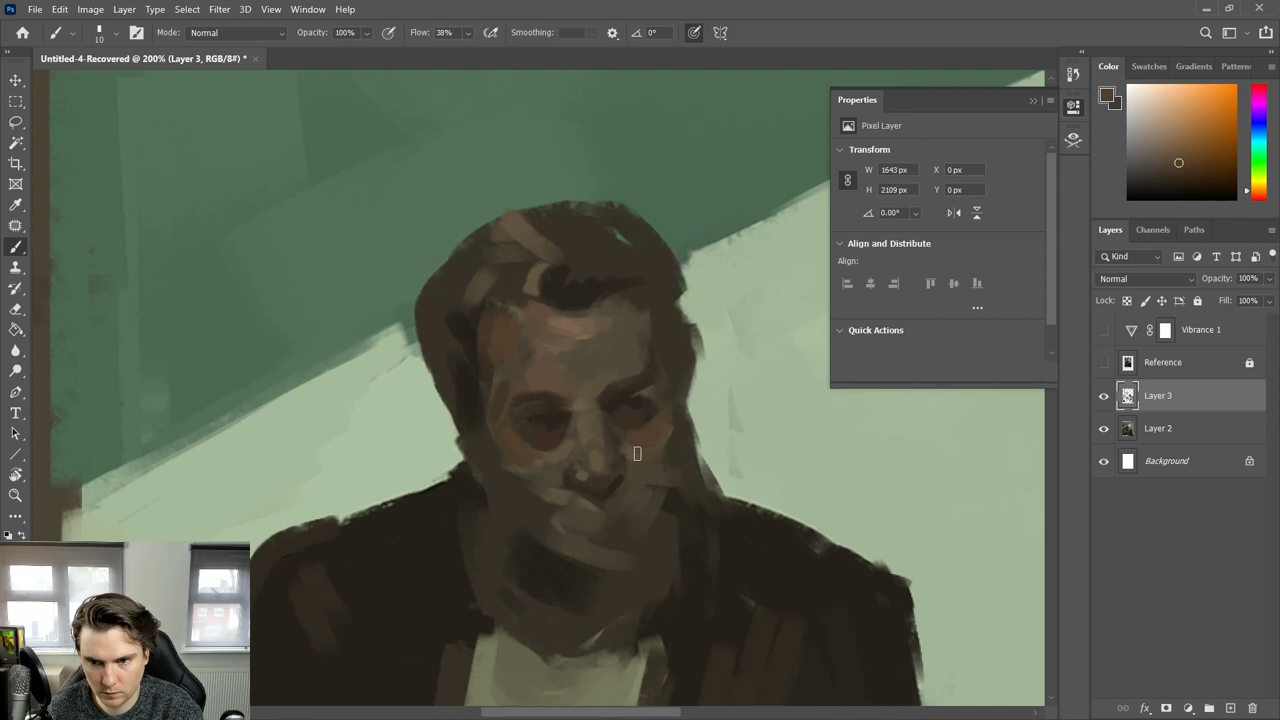 Ps File Edit Image Layer Type Select Filter 3D View Window Help
10 Mode: Normal Opacity: 100% Flow: 38% Smoothing: 0°
Untitled-4-Recovered @ 200% (Layer 3, RGB/8#) * ×
Properties
Pixel Layer
Transform
W 1643 px X 0 px
H 2109 px Y 0 px
0.00°
Align and Distribute
Align:
Quick Actions
Color Swatches Gradients Patterns
Layers Channels Paths
Kind
Normal Opacity: 100%
Lock: Fill: 100%
Vibrance 1
Reference
Layer 3
Layer 2
Background